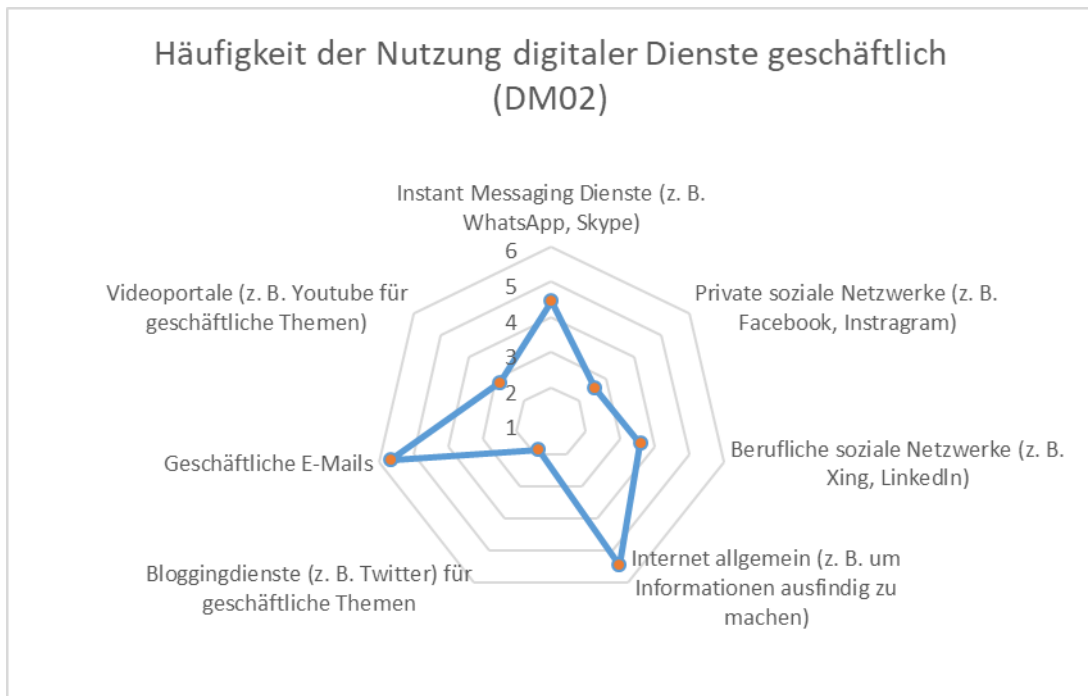 Häufigkeit der Nutzung digitaler Dienste geschäftlich
(DM02)
Instant Messaging Dienste (z. B.
WhatsApp, Skype)
6
5
4
3
2
1
Videoportale (z. B. Youtube für
geschäftliche Themen)
Private soziale Netzwerke (z. B.
Facebook, Instragram)
Geschäftliche E-Mails
Berufliche soziale Netzwerke (z. B.
Xing, LinkedIn)
Bloggingdienste (z. B. Twitter) für
geschäftliche Themen
Internet allgemein (z. B. um
Informationen ausfindig zu
machen)